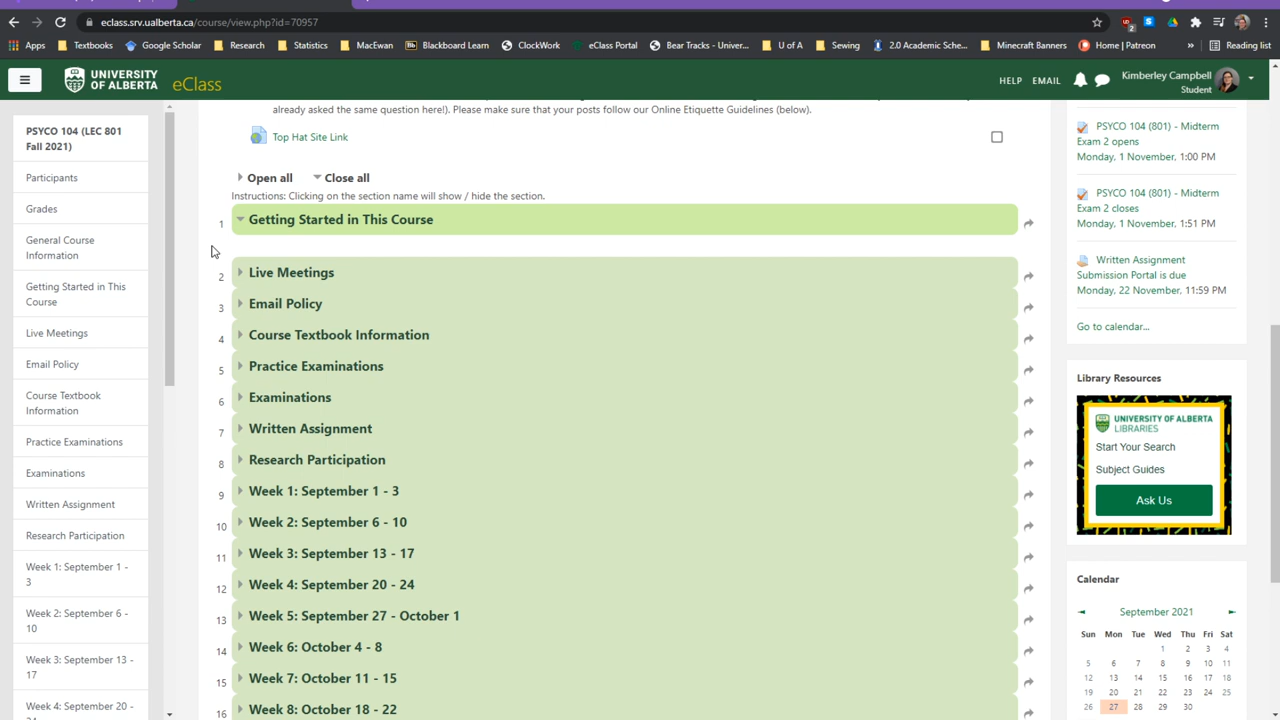 eclass.srv.ualberta.ca/course/view.php?id=70957
Apps
Textbooks
Google Scholar
Research
Statistics
MacEwan
Bb Blackboard Learn
ClockWork
eClass Portal
Bear Tracks - Univer...
U of A
Sewing
2.0 Academic Sche...
Minecraft Banners
Home | Patreon
»
Reading list
UNIVERSITY
OF ALBERTA
eClass
HELP
EMAIL
Kimberley Campbell
Student
PSYCO 104 (LEC 801
Fall 2021)
Participants
Grades
General Course
Information
Getting Started in This
Course
Live Meetings
Email Policy
Course Textbook
Information
Practice Examinations
Examinations
Written Assignment
Research Participation
Week 1: September 1 -
3
Week 2: September 6 -
10
Week 3: September 13 -
17
Week 4: September 20 -
already asked the same question here!). Please make sure that your posts follow our Online Etiquette Guidelines (below).
Top Hat Site Link
Open all
Close all
Instructions: Clicking on the section name will show / hide the section.
1 Getting Started in This Course
2 Live Meetings
3 Email Policy
4 Course Textbook Information
5 Practice Examinations
6 Examinations
7 Written Assignment
8 Research Participation
9 Week 1: September 1 - 3
10 Week 2: September 6 - 10
11 Week 3: September 13 - 17
12 Week 4: September 20 - 24
13 Week 5: September 27 - October 1
14 Week 6: October 4 - 8
15 Week 7: October 11 - 15
16 Week 8: October 18 - 22
PSYCO 104 (801) - Midterm
Exam 2 opens
Monday, 1 November, 1:00 PM
PSYCO 104 (801) - Midterm
Exam 2 closes
Monday, 1 November, 1:51 PM
Written Assignment
Submission Portal is due
Monday, 22 November, 11:59 PM
Go to calendar...
Library Resources
UNIVERSITY OF ALBERTA
LIBRARIES
Start Your Search
Subject Guides
Ask Us
Calendar
◄ September 2021 ►
Sun Mon Tue Wed Thu Fri Sat
1 2 3 4
5 6 7 8 9 10 11
12 13 14 15 16 17 18
19 20 21 22 23 24 25
26 27 28 29 30